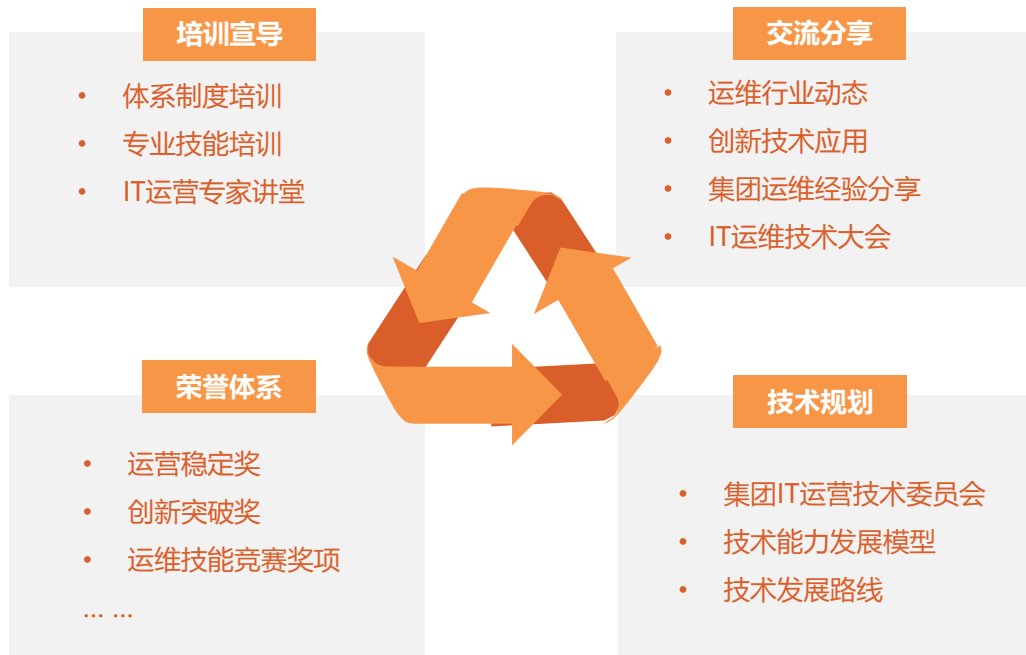 培训宣导
• 体系制度培训
• 专业技能培训
• IT运营专家讲堂
交流分享
• 运维行业动态
• 创新技术应用
• 集团运维经验分享
• IT运维技术大会
荣誉体系
• 运营稳定奖
• 创新突破奖
• 运维技能竞赛奖项
... ...
技术规划
• 集团IT运营技术委员会
• 技术能力发展模型
• 技术发展路线